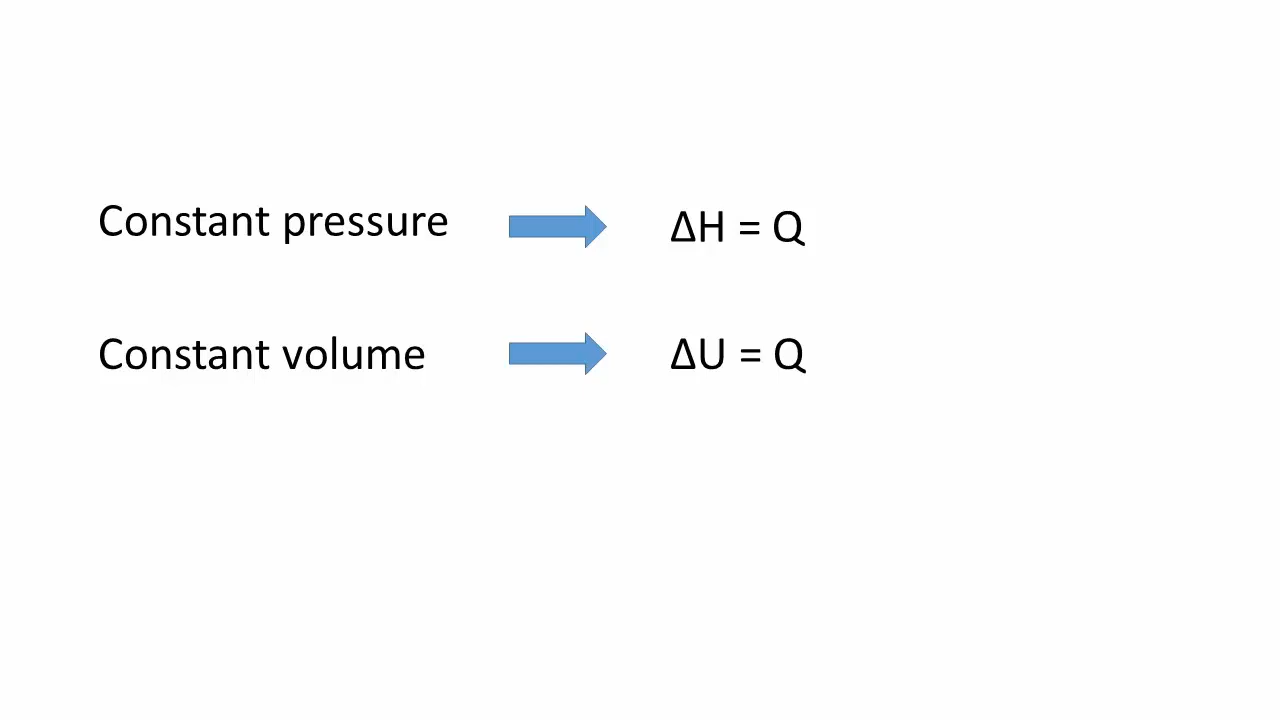 Constant pressure ΔH = Q
Constant volume ΔU = Q